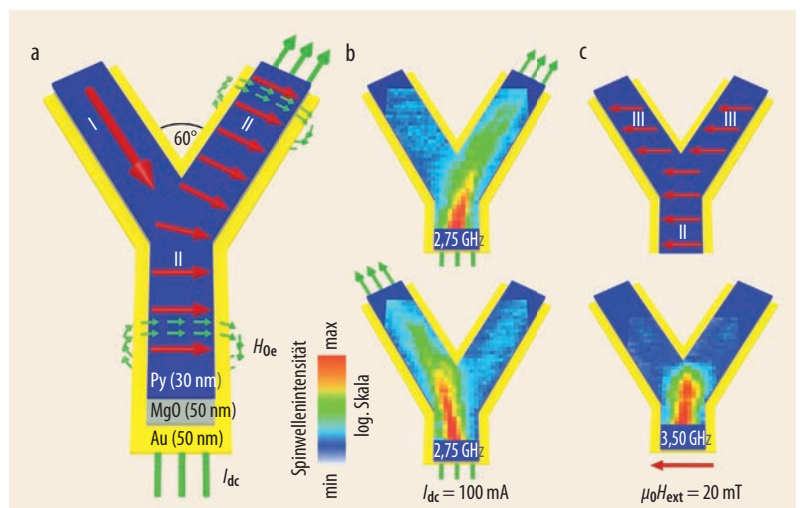 a
I
60°
II
II
H0e
Py (30 nm)
MgO (50 nm)
Au (50 nm)
Idc
b
2,75 GHz
max
Spinwellenintensität
log. Skala
min
2,75 GHz
Idc = 100 mA
c
III
III
II
3,50 GHz
μ0Hext = 20 mT